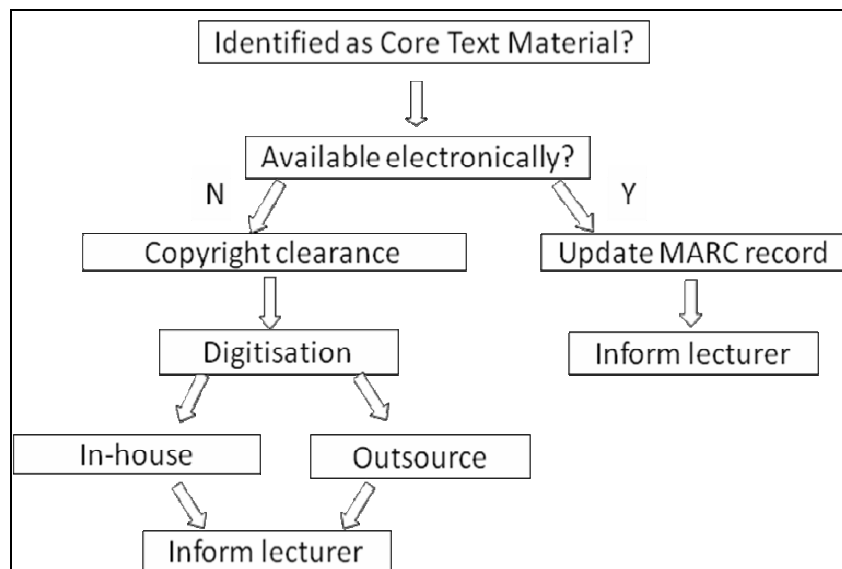 Identified as Core Text Material?
Available electronically?
N
Y
Copyright clearance
Update MARC record
Digitisation
Inform lecturer
In-house
Outsource
Inform lecturer